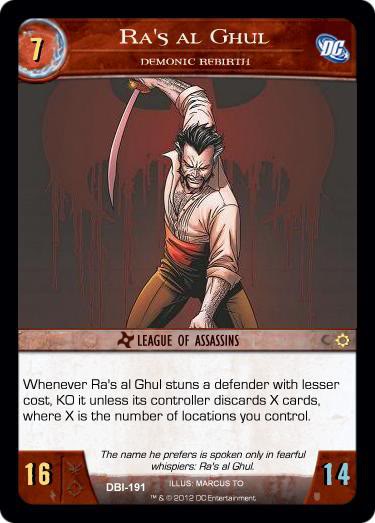 7
RA'S AL GHUL
DC
DEMONIC REBIRTH
LEAGUE OF ASSASSINS
Whenever Ra's al Ghul stuns a defender with lesser
cost, KO it unless its controller discards X cards,
where X is the number of locations you control.
The name he prefers is spoken only in fearful
whispers: Ra's al Ghul.
16
DBI-191
ILLUS: MARCUS TO
14
™ & © 2012 DC Entertainment